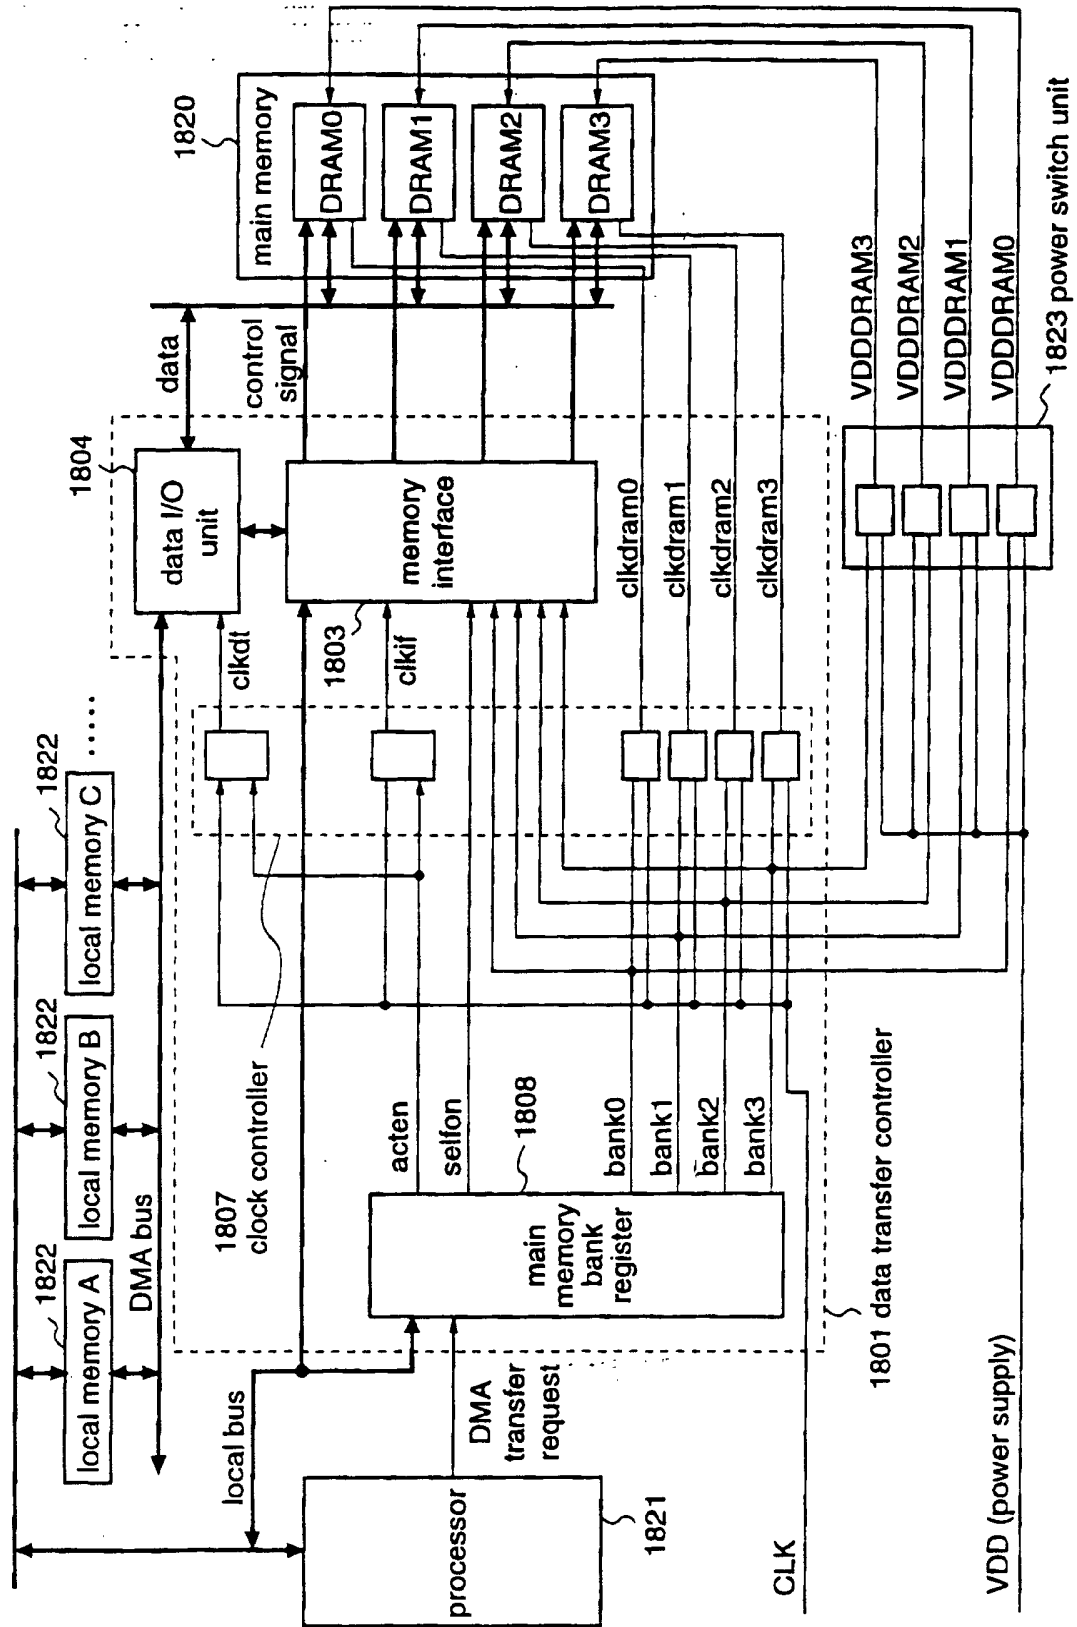 1822
local memory A
1822
local memory B
1822
local memory C
.....
DMA bus
local bus
1804
data I/O
unit
data
1820
main memory
DRAM0
DRAM1
DRAM2
DRAM3
control
signal
clkdt
1803
memory
interface
clkif
1807
clock controller
acten
selfon
1808
main
memory
bank
register
bank0
bank1
bank2
bank3
clkdram0
clkdram1
clkdram2
clkdram3
DMA
transfer
request
processor
1821
CLK
1801 data transfer controller
VDDDRAM3
VDDDRAM2
VDDDRAM1
VDDDRAM0
1823 power switch unit
VDD (power supply)